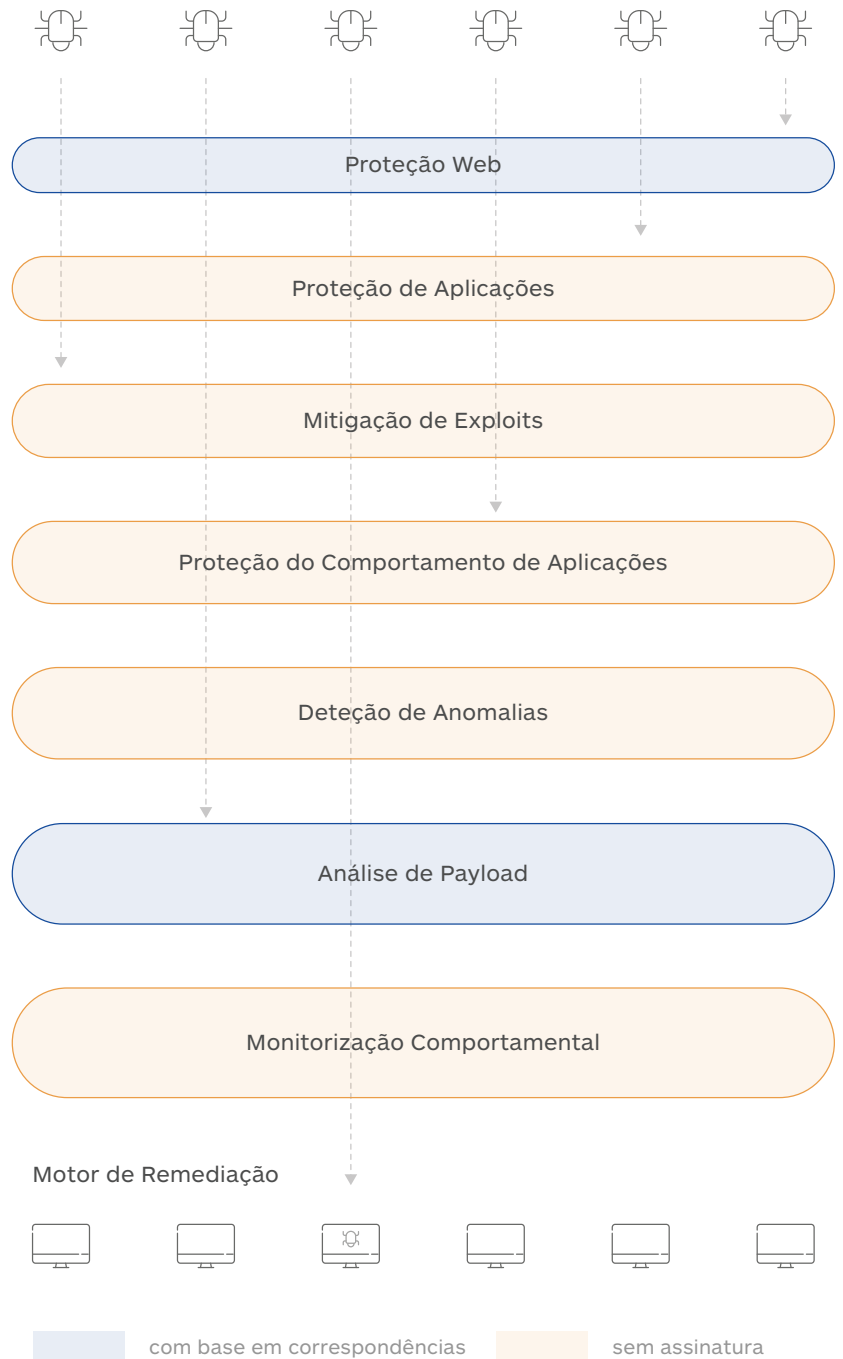 Proteção Web
Proteção de Aplicações
Mitigação de Exploits
Proteção do Comportamento de Aplicações
Deteção de Anomalias
Análise de Payload
Monitorização Comportamental
Motor de Remediação
com base em correspondências
sem assinatura